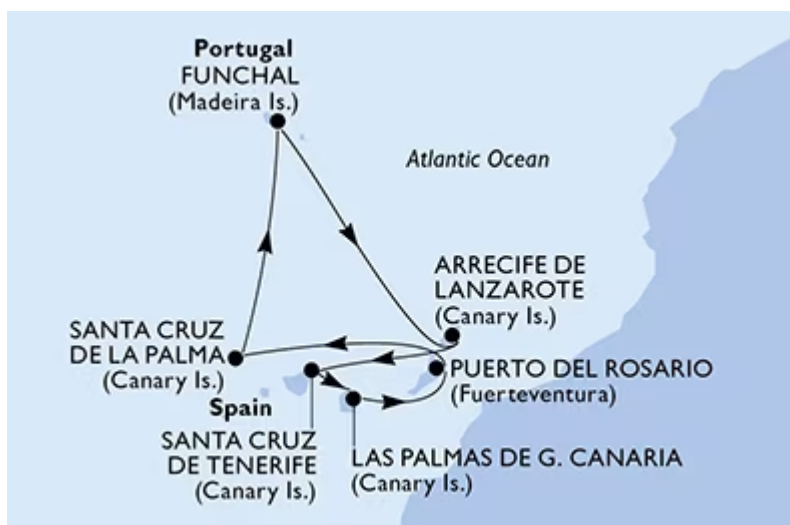 Portugal
FUNCHAL
(Madeira Is.)
Atlantic Ocean
ARRECIFE DE
LANZAROTE
(Canary Is.)
SANTA CRUZ
DE LA PALMA
(Canary Is.)
PUERTO DEL ROSARIO
(Fuerteventura)
Spain
SANTA CRUZ
DE TENERIFE
(Canary Is.)
LAS PALMAS DE G. CANARIA
(Canary Is.)